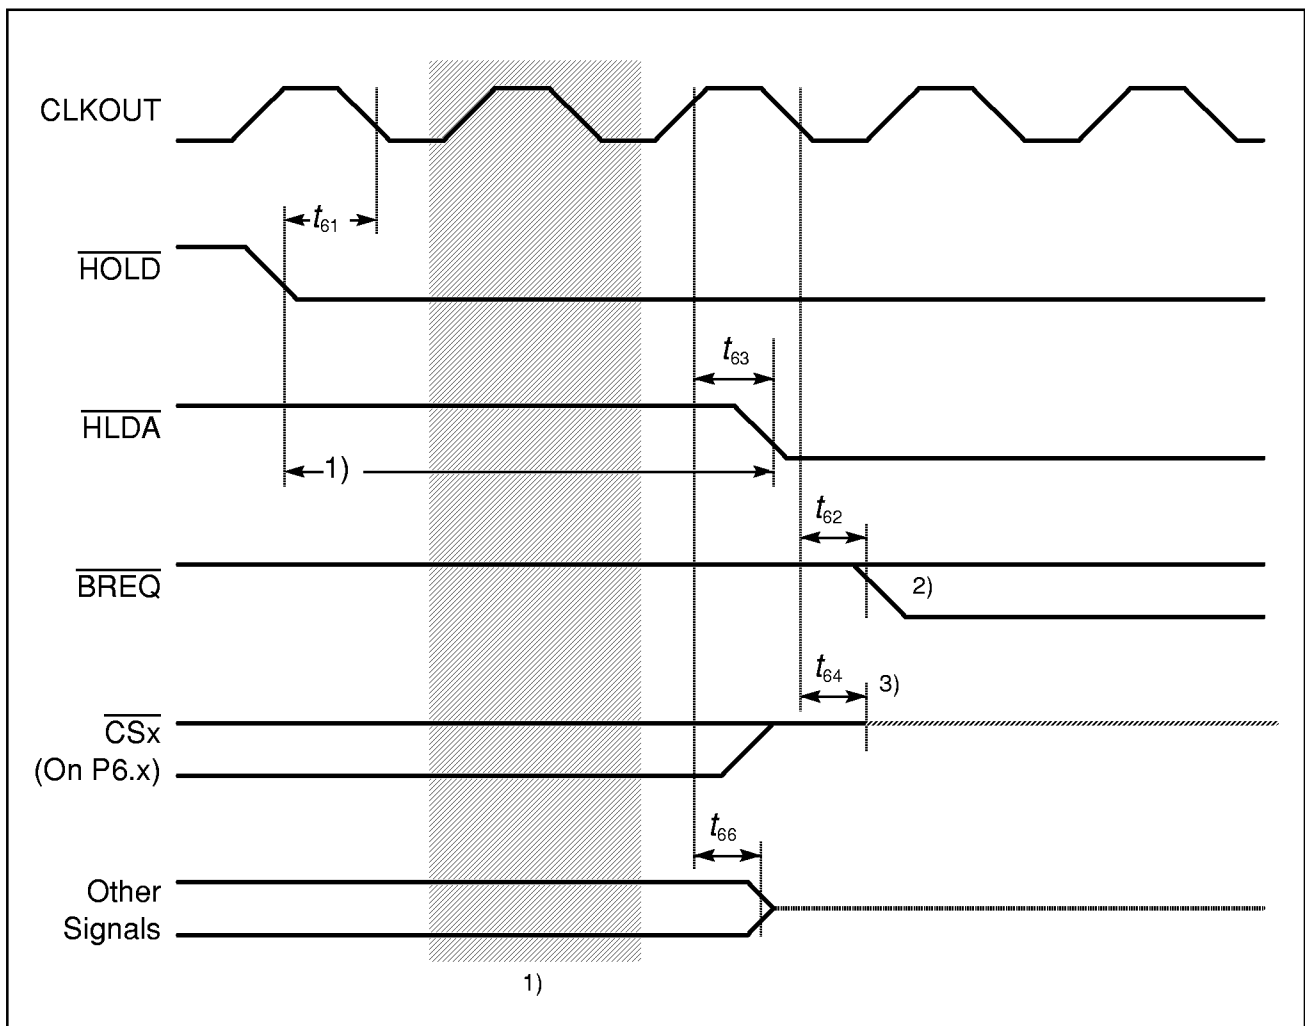 CLKOUT
t61
HOLD
t63
HLDA
1)
t62
BREQ
2)
t64
3)
CSx
(On P6.x)
t66
Other
Signals
1)